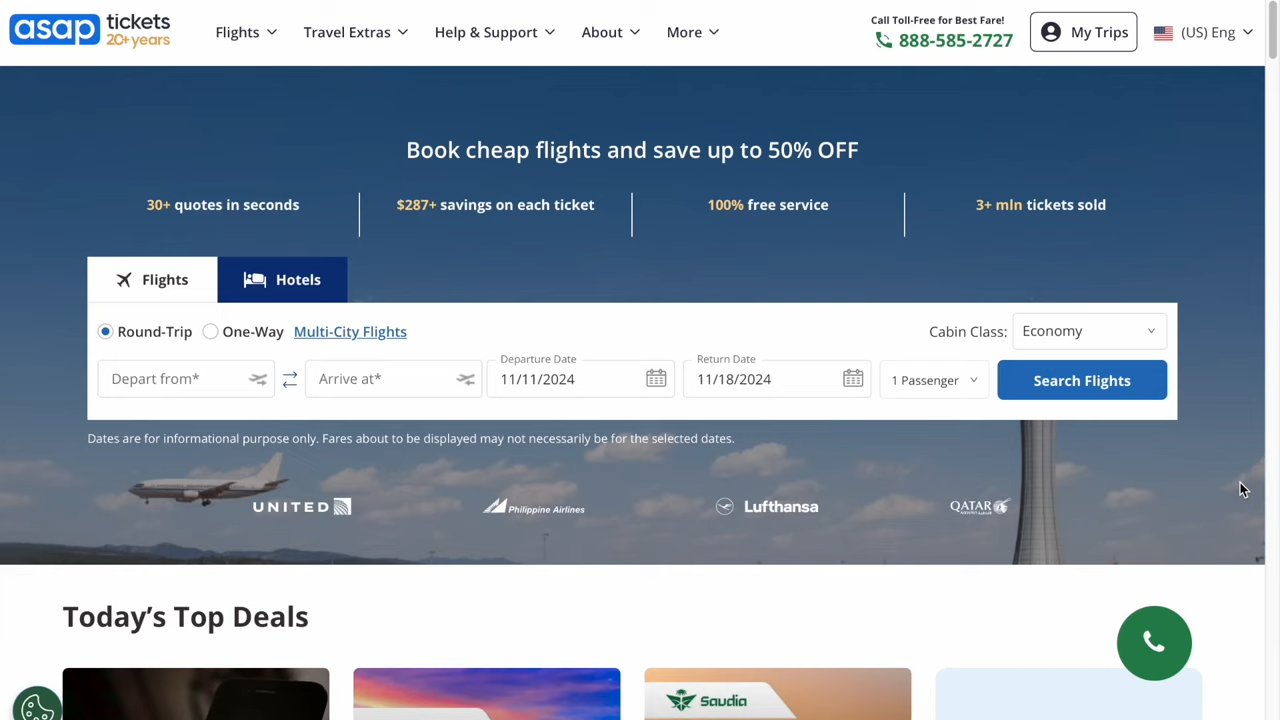 asap tickets 20+ years
Flights
Travel Extras
Help & Support
About
More
Call Toll-Free for Best Fare!
888-585-2727
My Trips
(US) Eng
Book cheap flights and save up to 50% OFF
30+ quotes in seconds
$287+ savings on each ticket
100% free service
3+ mln tickets sold
Flights
Hotels
Round-Trip
One-Way
Multi-City Flights
Cabin Class:
Economy
Depart from*
Arrive at*
Departure Date
11/11/2024
Return Date
11/18/2024
1 Passenger
Search Flights
Dates are for informational purpose only. Fares about to be displayed may not necessarily be for the selected dates.
UNITED
Philippine Airlines
Lufthansa
QATAR
Today's Top Deals
Saudia